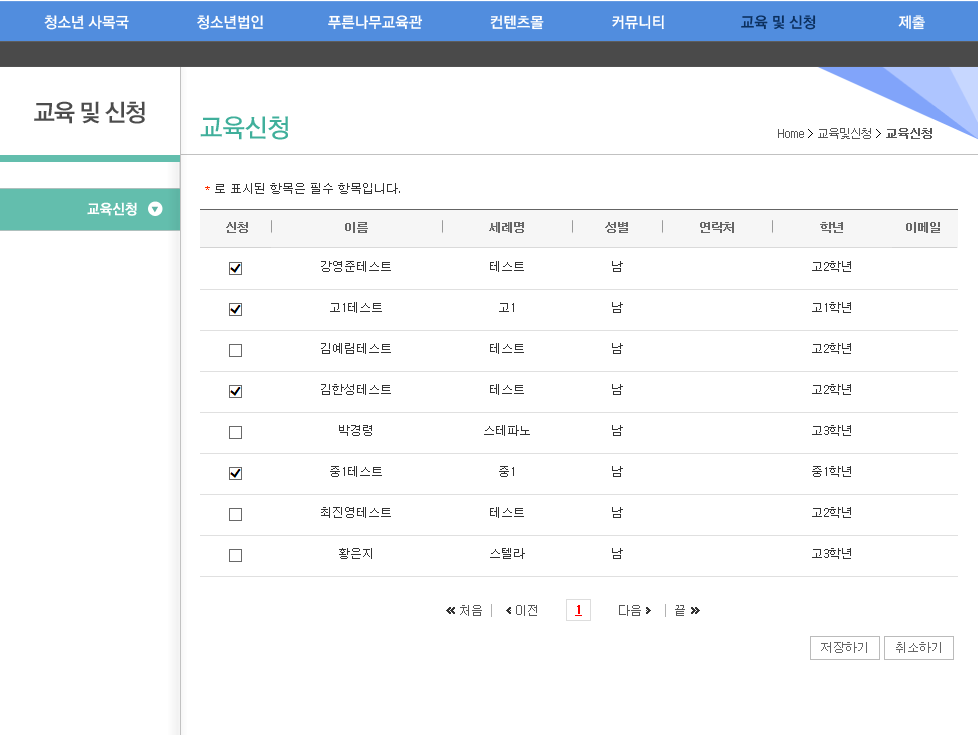 청소년 사목국 청소년법인 푸른나무교육관 컨텐츠몰 커뮤니티 교육 및 신청 제출
교육 및 신청
교육신청
Home > 교육및신청 > 교육신청
교육신청
* 로 표시된 항목은 필수 항목입니다.
신청 이름 세례명 성별 연락처 학년 이메일
강영준테스트 테스트 남 고2학년
고1테스트 고1 남 고1학년
김예림테스트 테스트 남 고2학년
김한성테스트 테스트 남 고2학년
박경령 스테파노 남 고3학년
중1테스트 중1 남 중1학년
최진영테스트 테스트 남 고2학년
황은지 스텔라 남 고3학년
« 처음 | ‹ 이전 1 다음 › | 끝 »
저장하기 취소하기